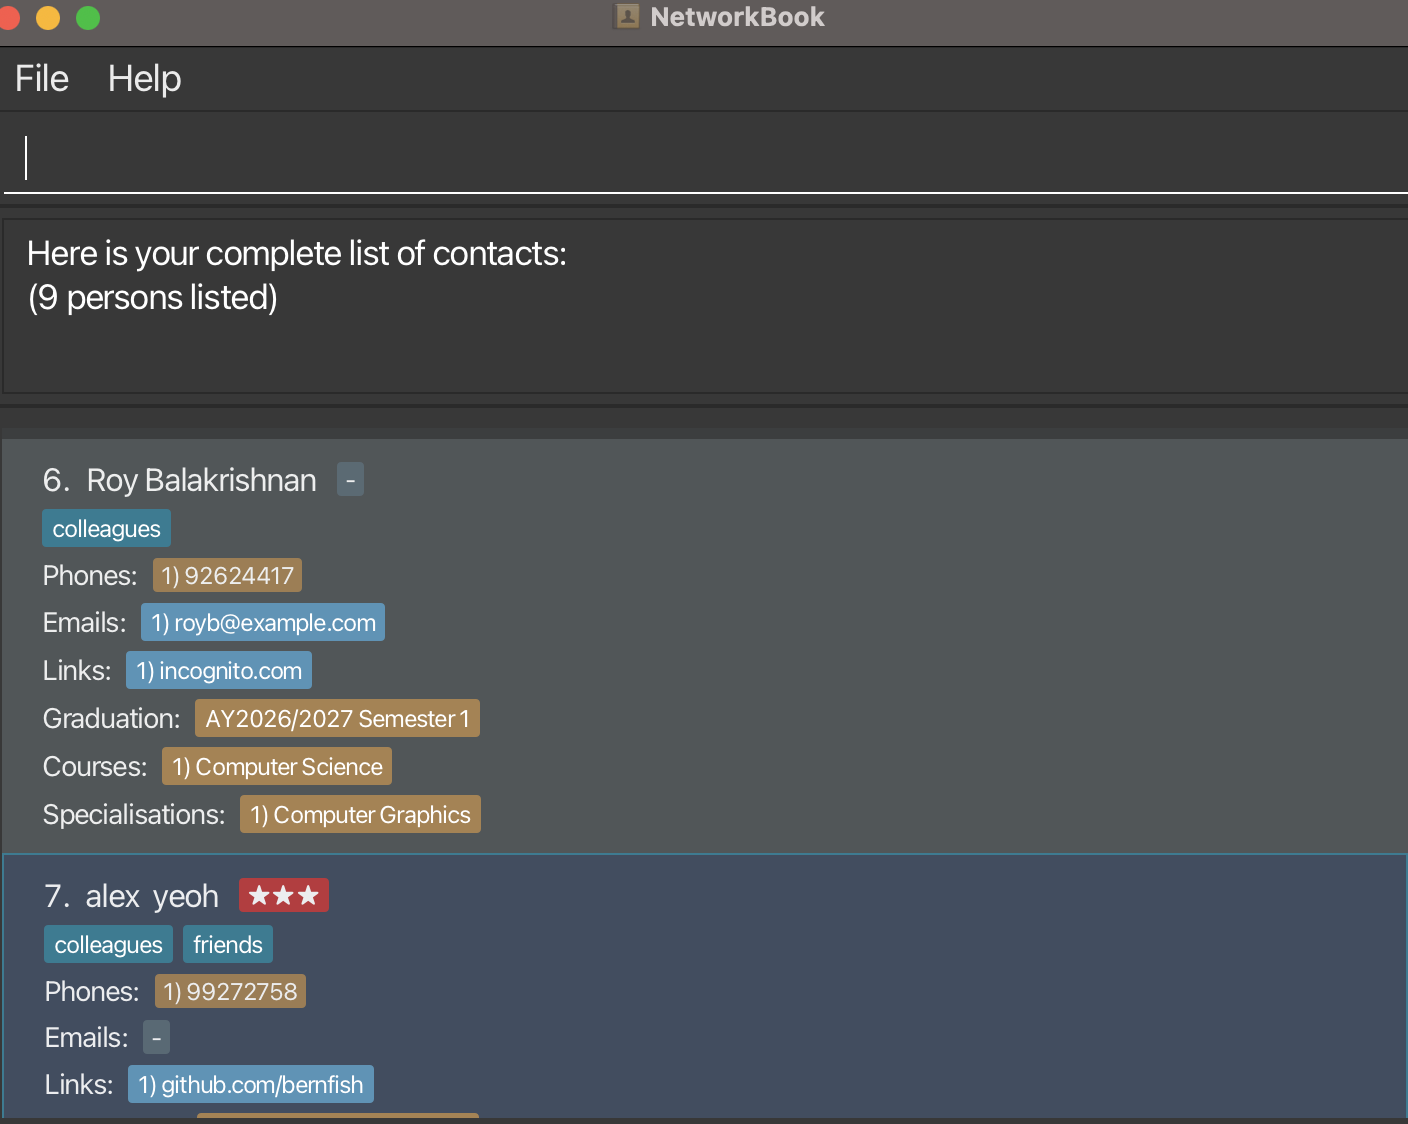 NetworkBook
File Help
Here is your complete list of contacts:
(9 persons listed)
6. Roy Balakrishnan -
colleagues
Phones: 1) 92624417
Emails: 1) royb@example.com
Links: 1) incognito.com
Graduation: AY2026/2027 Semester 1
Courses: 1) Computer Science
Specialisations: 1) Computer Graphics
7. alex  yeoh ★★★
colleagues friends
Phones: 1) 99272758
Emails: -
Links: 1) github.com/bernfish